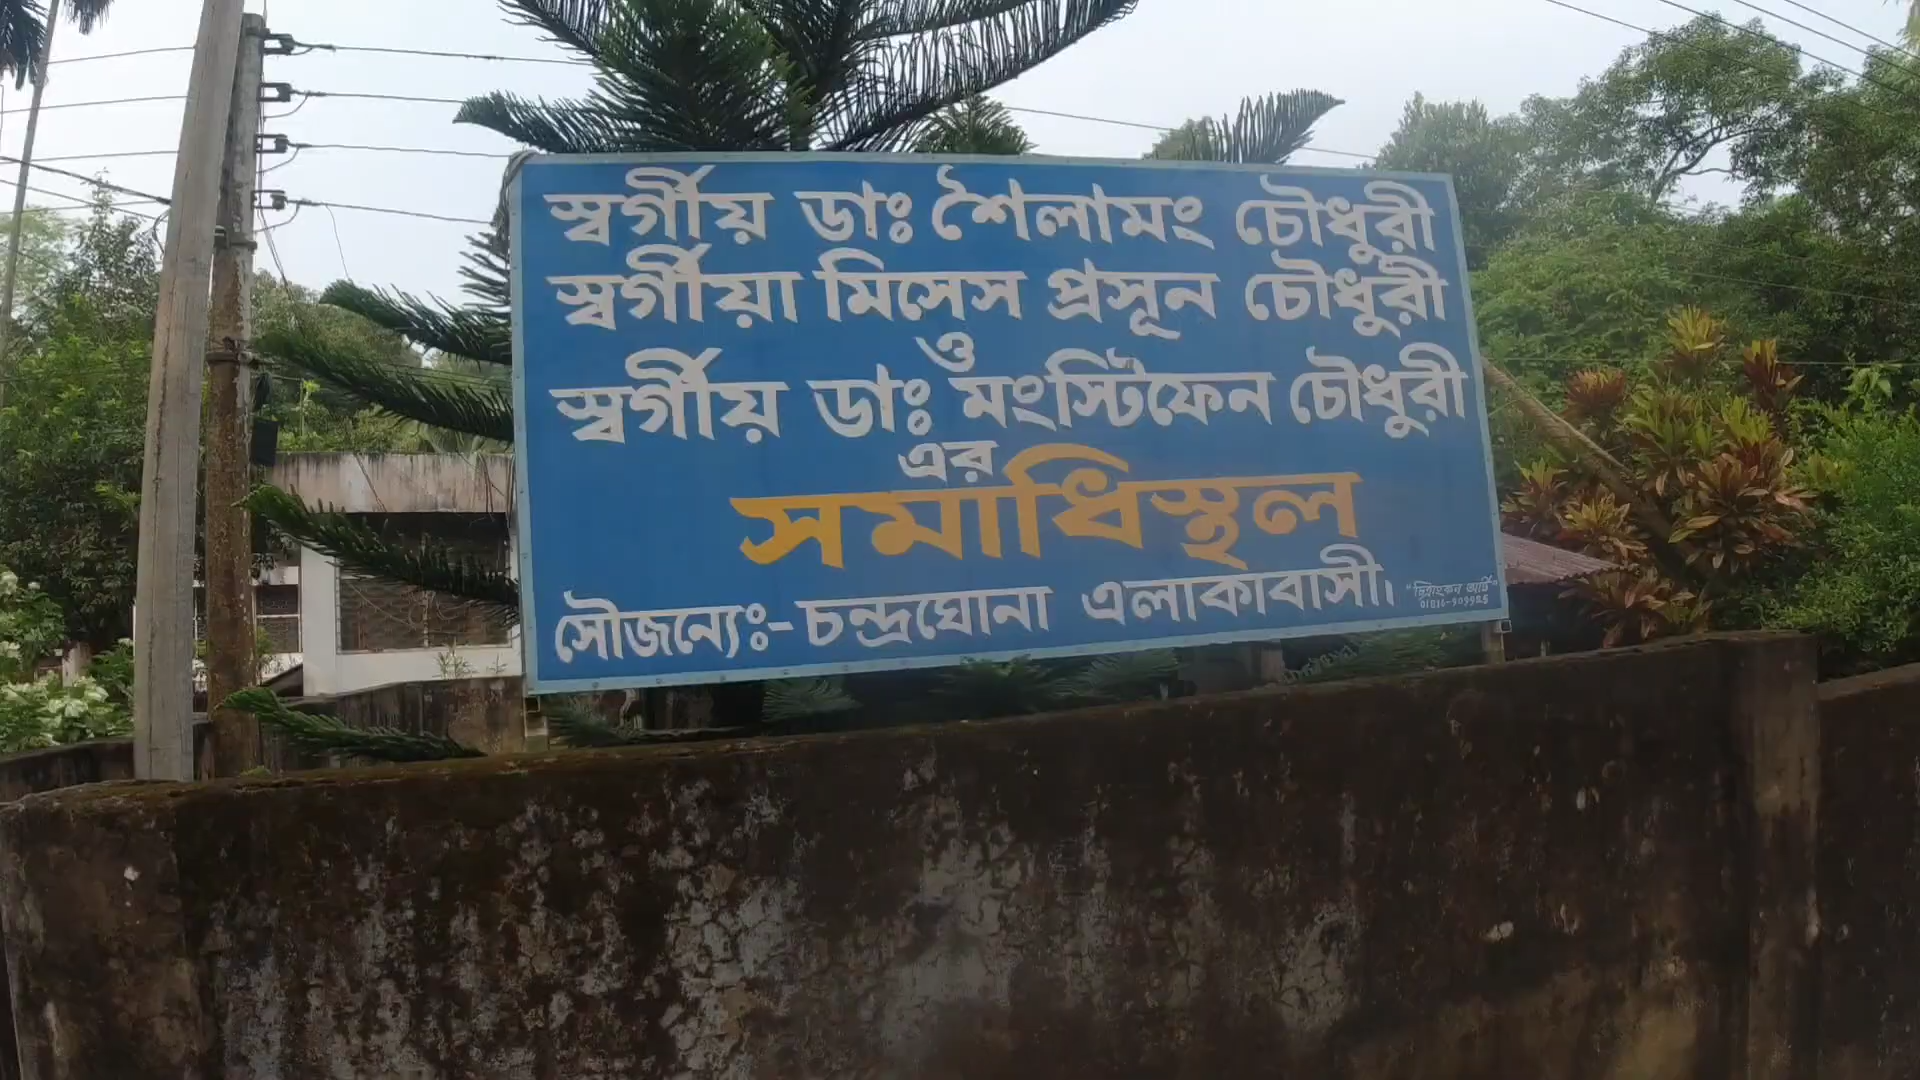 স্বর্গীয় ডাঃ শৈলামং চৌধুরী
স্বর্গীয়া মিসেস প্রসূন চৌধুরী
ও
স্বর্গীয় ডাঃ মংস্টিফেন চৌধুরী
এর
সমাধিস্থল
সৌজন্যেঃ- চন্দ্রঘোনা এলাকাবাসী।